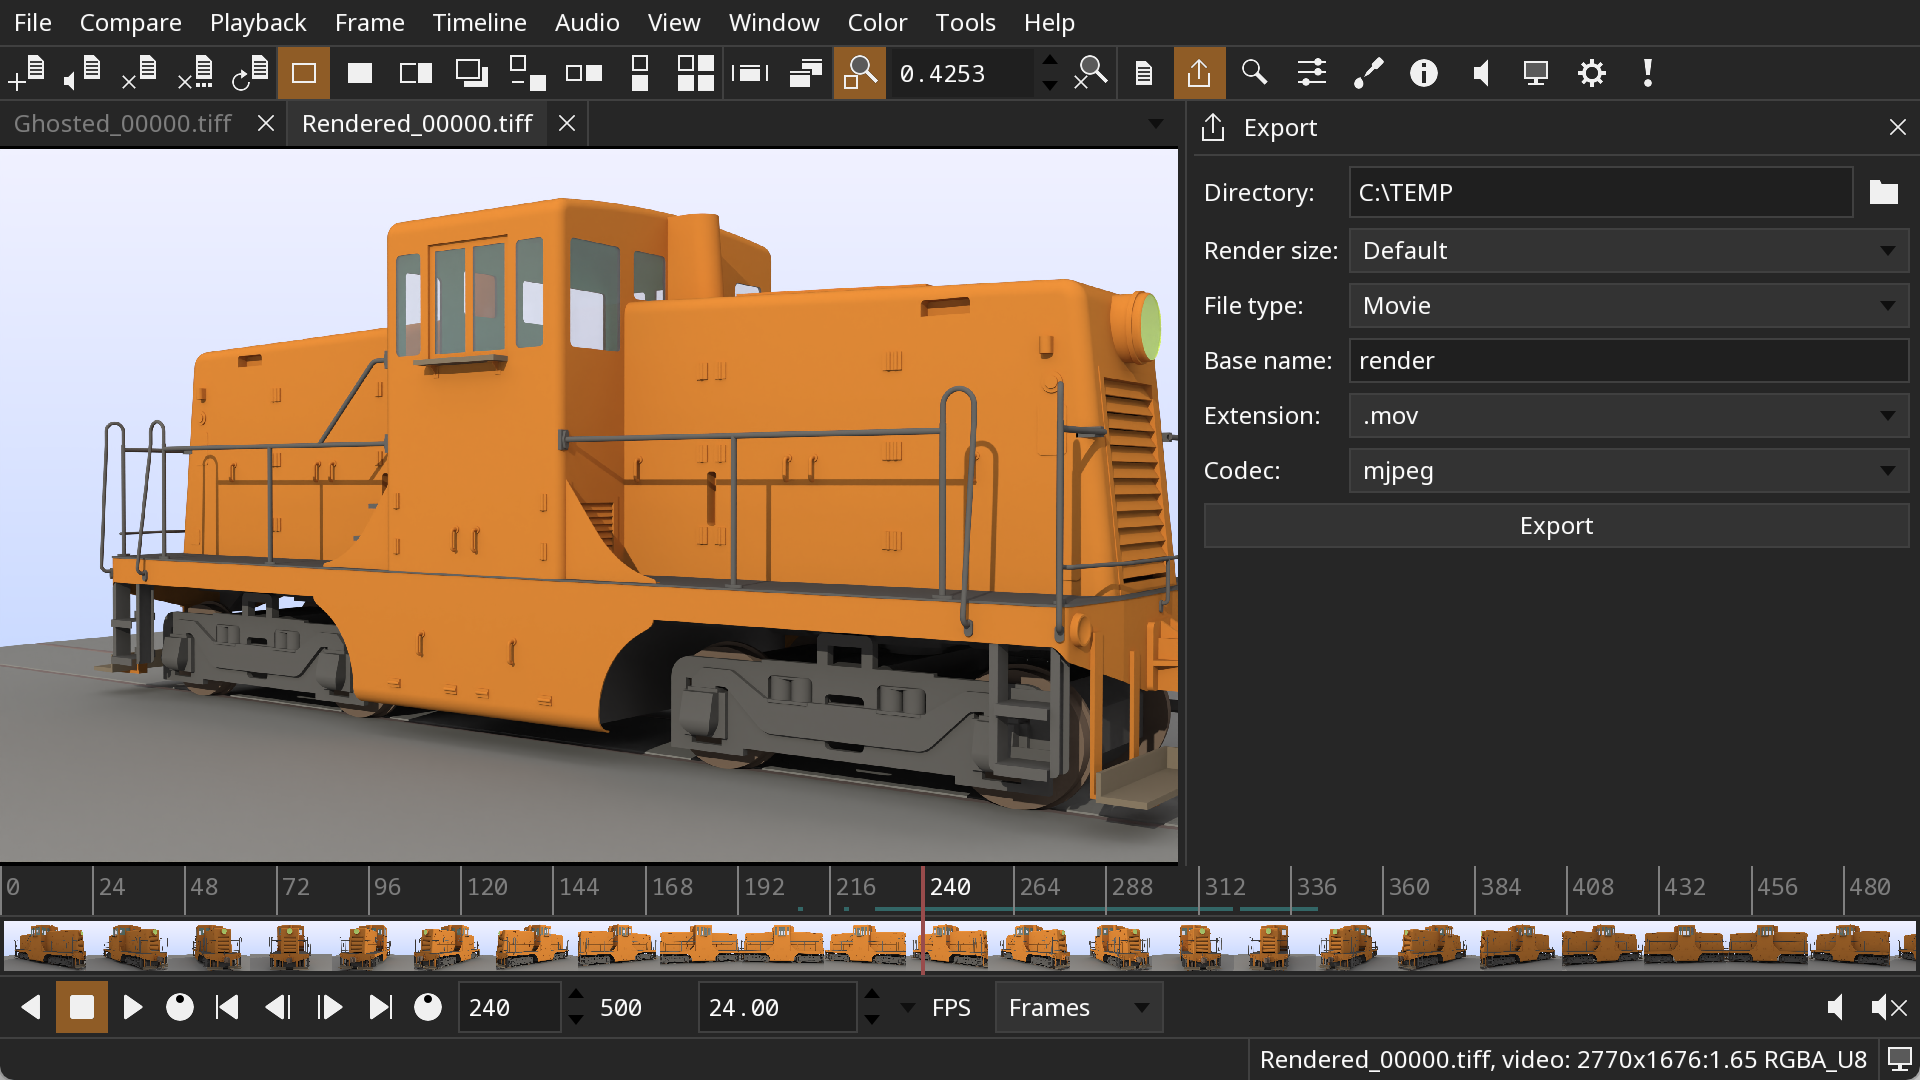 File Compare Playback Frame Timeline Audio View Window Color Tools Help
0.4253
Ghosted_00000.tiff Rendered_00000.tiff
Export
Directory: C:\TEMP
Render size: Default
File type: Movie
Base name: render
Extension: .mov
Codec: mjpeg
Export
0 24 48 72 96 120 144 168 192 216 240 264 288 312 336 360 384 408 432 456 480
240 500 24.00 FPS Frames
Rendered_00000.tiff, video: 2770x1676:1.65 RGBA_U8